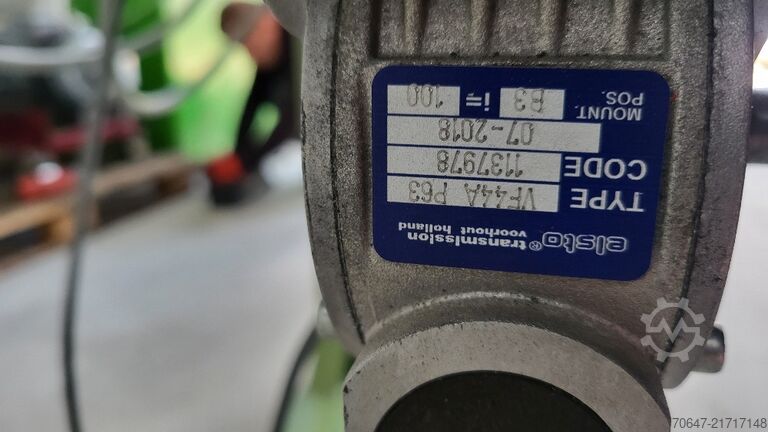 elsto® transmission
voorhout holland
TYPE VF44A P63
CODE 1137978
07-2018
MOUNT. POS. B3 i= 100
70647-21717148